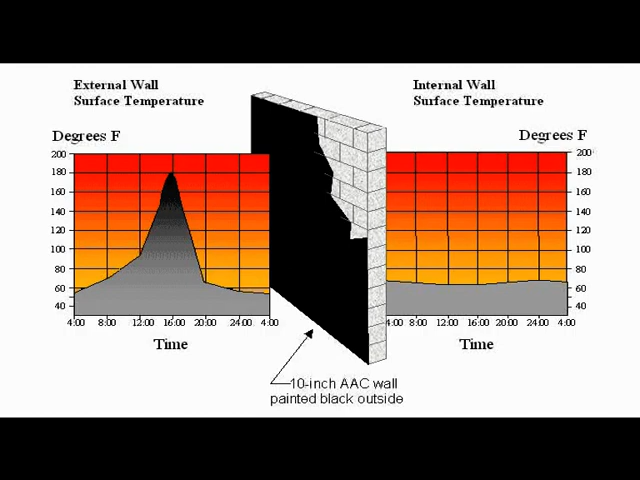 External Wall
Surface Temperature
Internal Wall
Surface Temperature
Degrees F
Degrees F
200
180
160
140
120
100
80
60
40
4:00 8:00 12:00 16:00 20:00 24:00 4:00
Time
200
180
160
140
120
100
80
60
40
4:00 8:00 12:00 16:00 20:00 24:00 4:00
Time
10-inch AAC wall
painted black outside